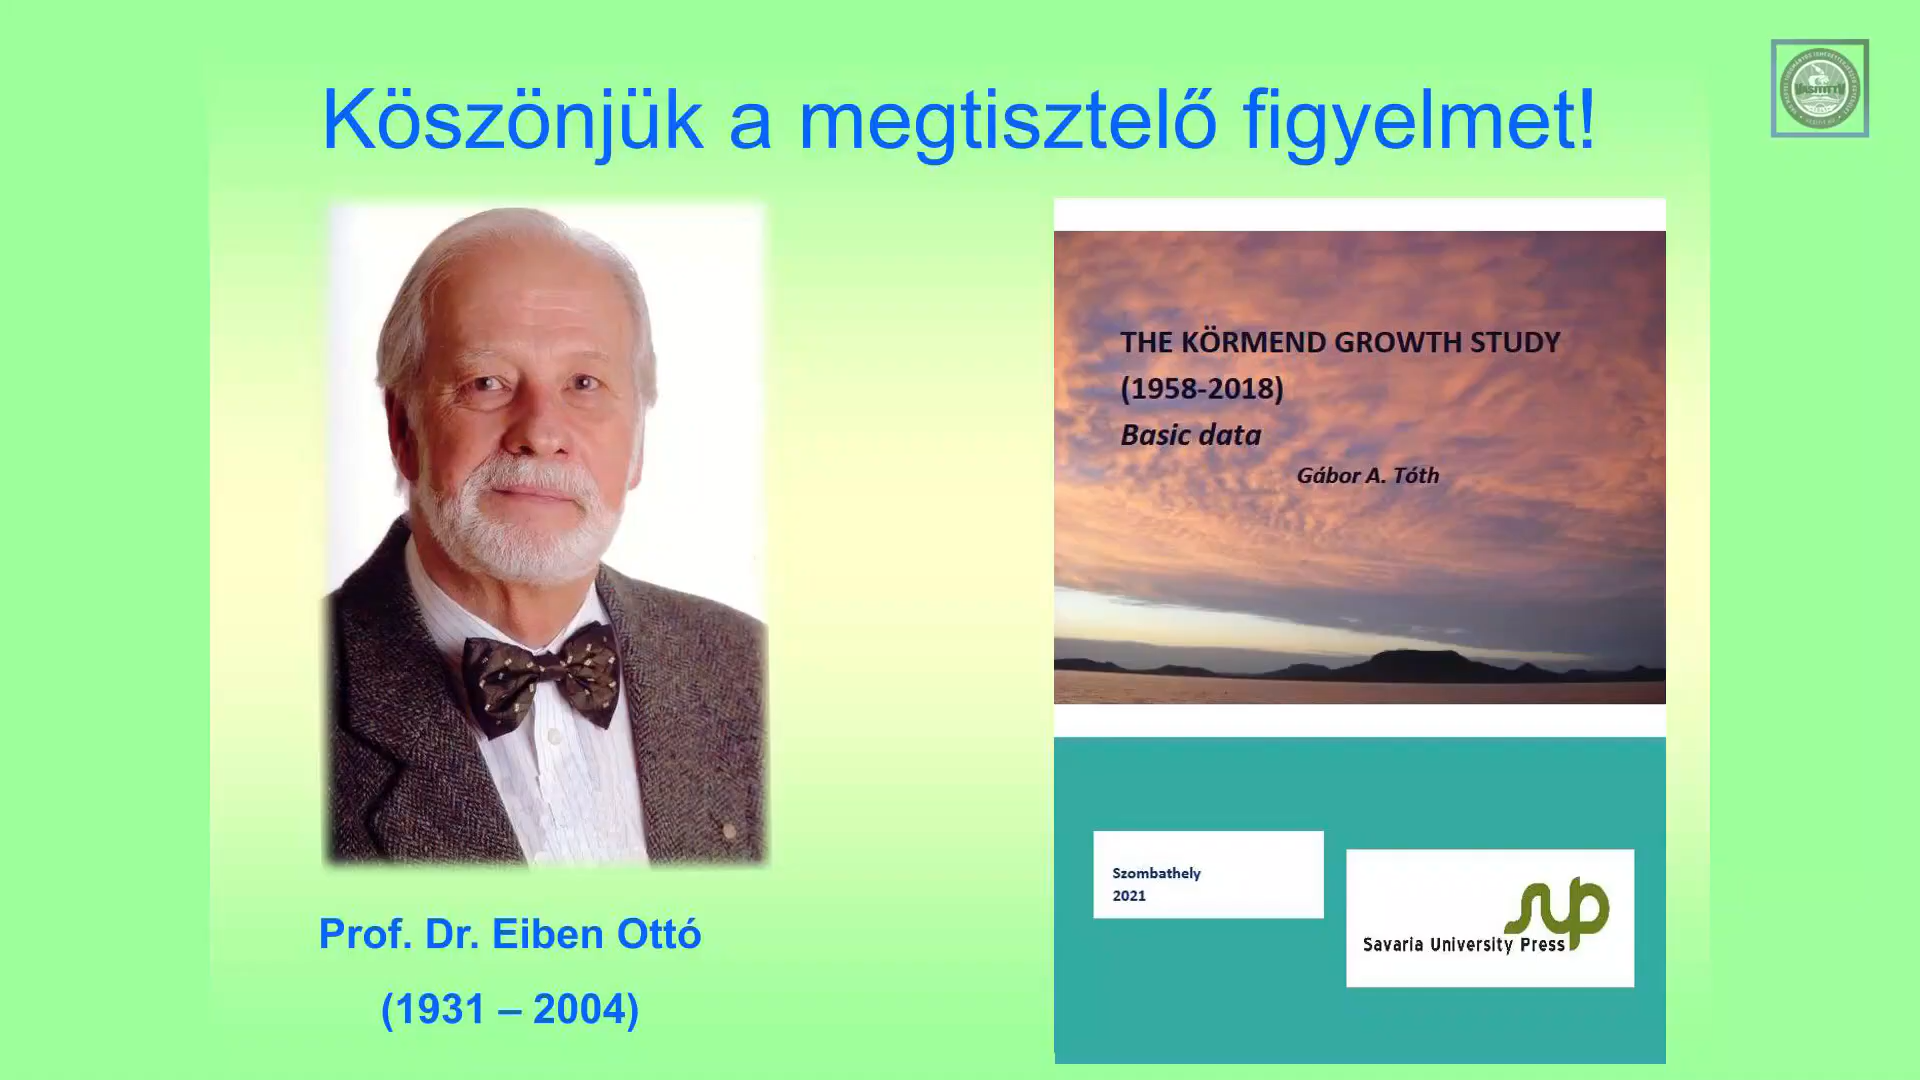 Köszönjük a megtisztelő figyelmet!
THE KÖRMEND GROWTH STUDY
(1958-2018)
Basic data
Gábor A. Tóth
Szombathely
2021
Savaria University Press
Prof. Dr. Eiben Ottó
(1931 – 2004)